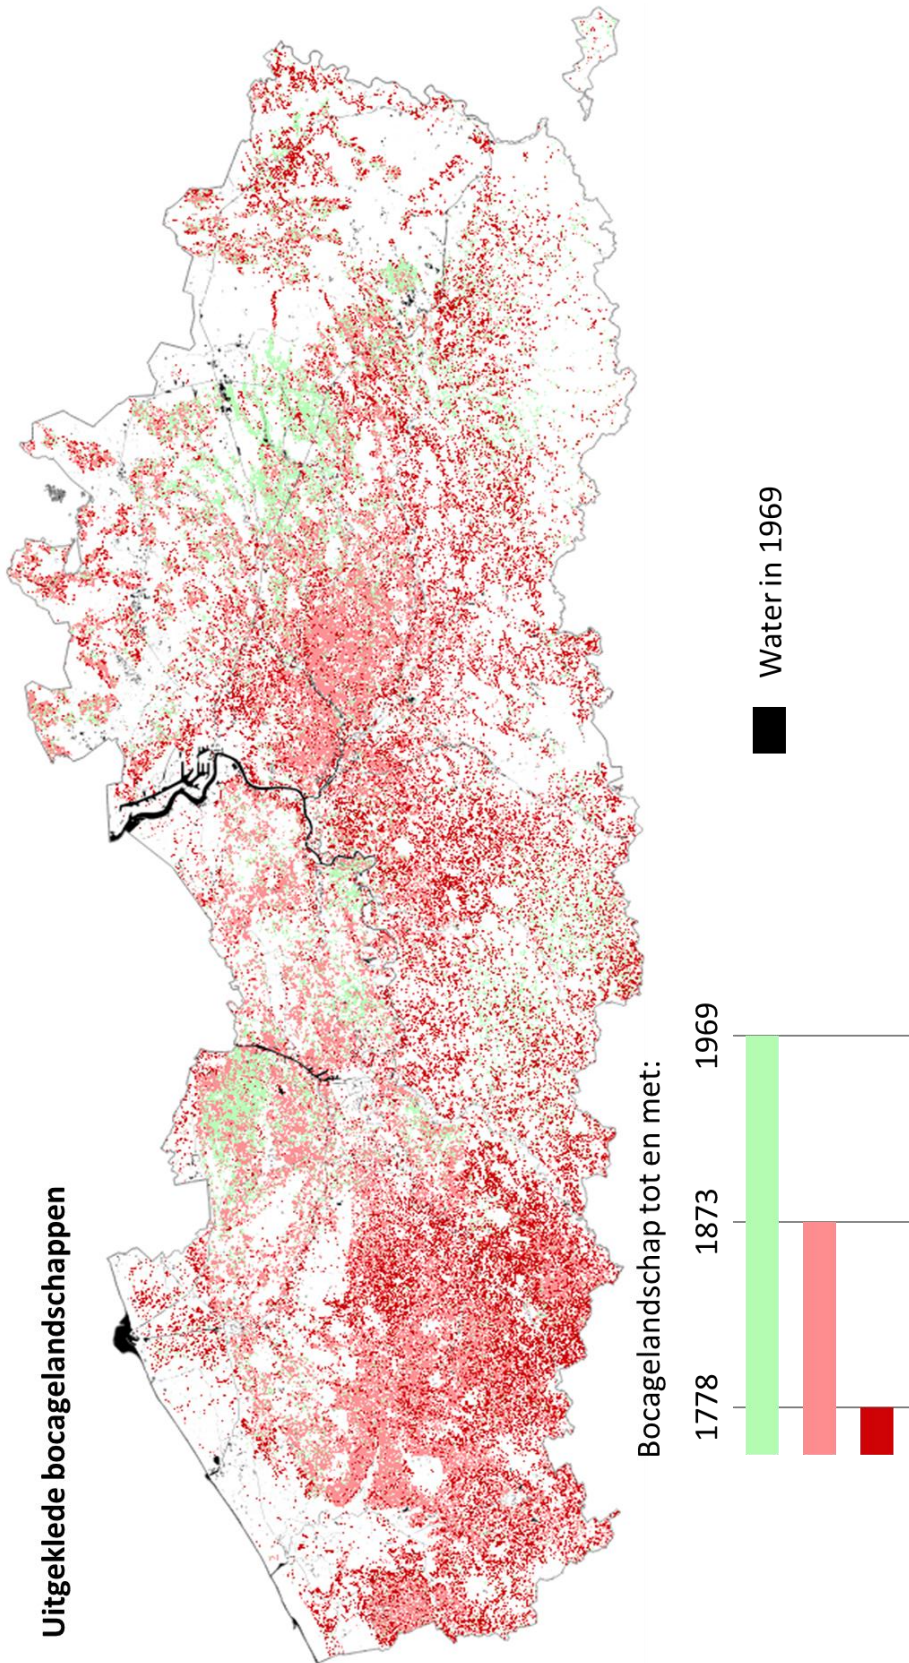 Uitgeklede bocagelandschappen
Bocagelandschap tot en met:
1778 1873 1969
Water in 1969